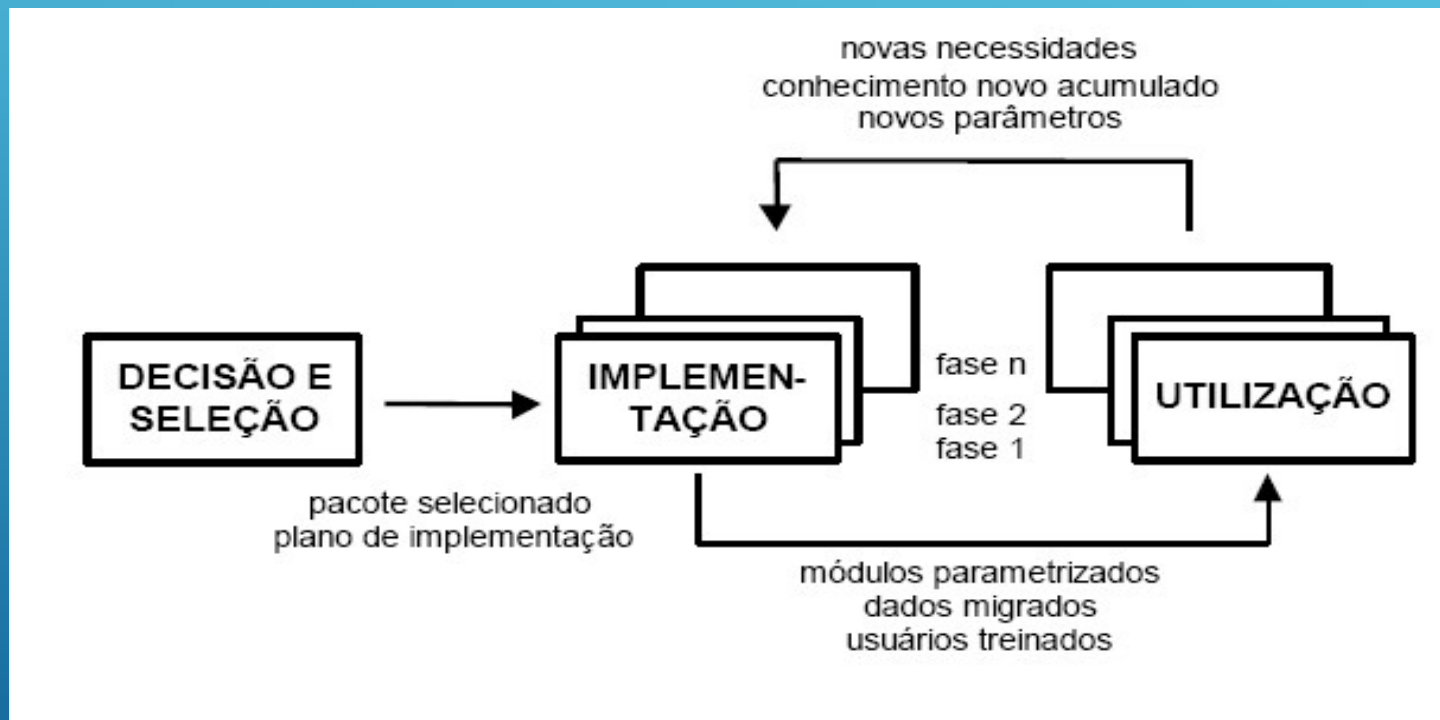 novas necessidades
conhecimento novo acumulado
novos parâmetros
DECISÃO E
SELEÇÃO
IMPLEMEN-
TAÇÃO
fase n
fase 2
fase 1
UTILIZAÇÃO
pacote selecionado
plano de implementação
módulos parametrizados
dados migrados
usuários treinados